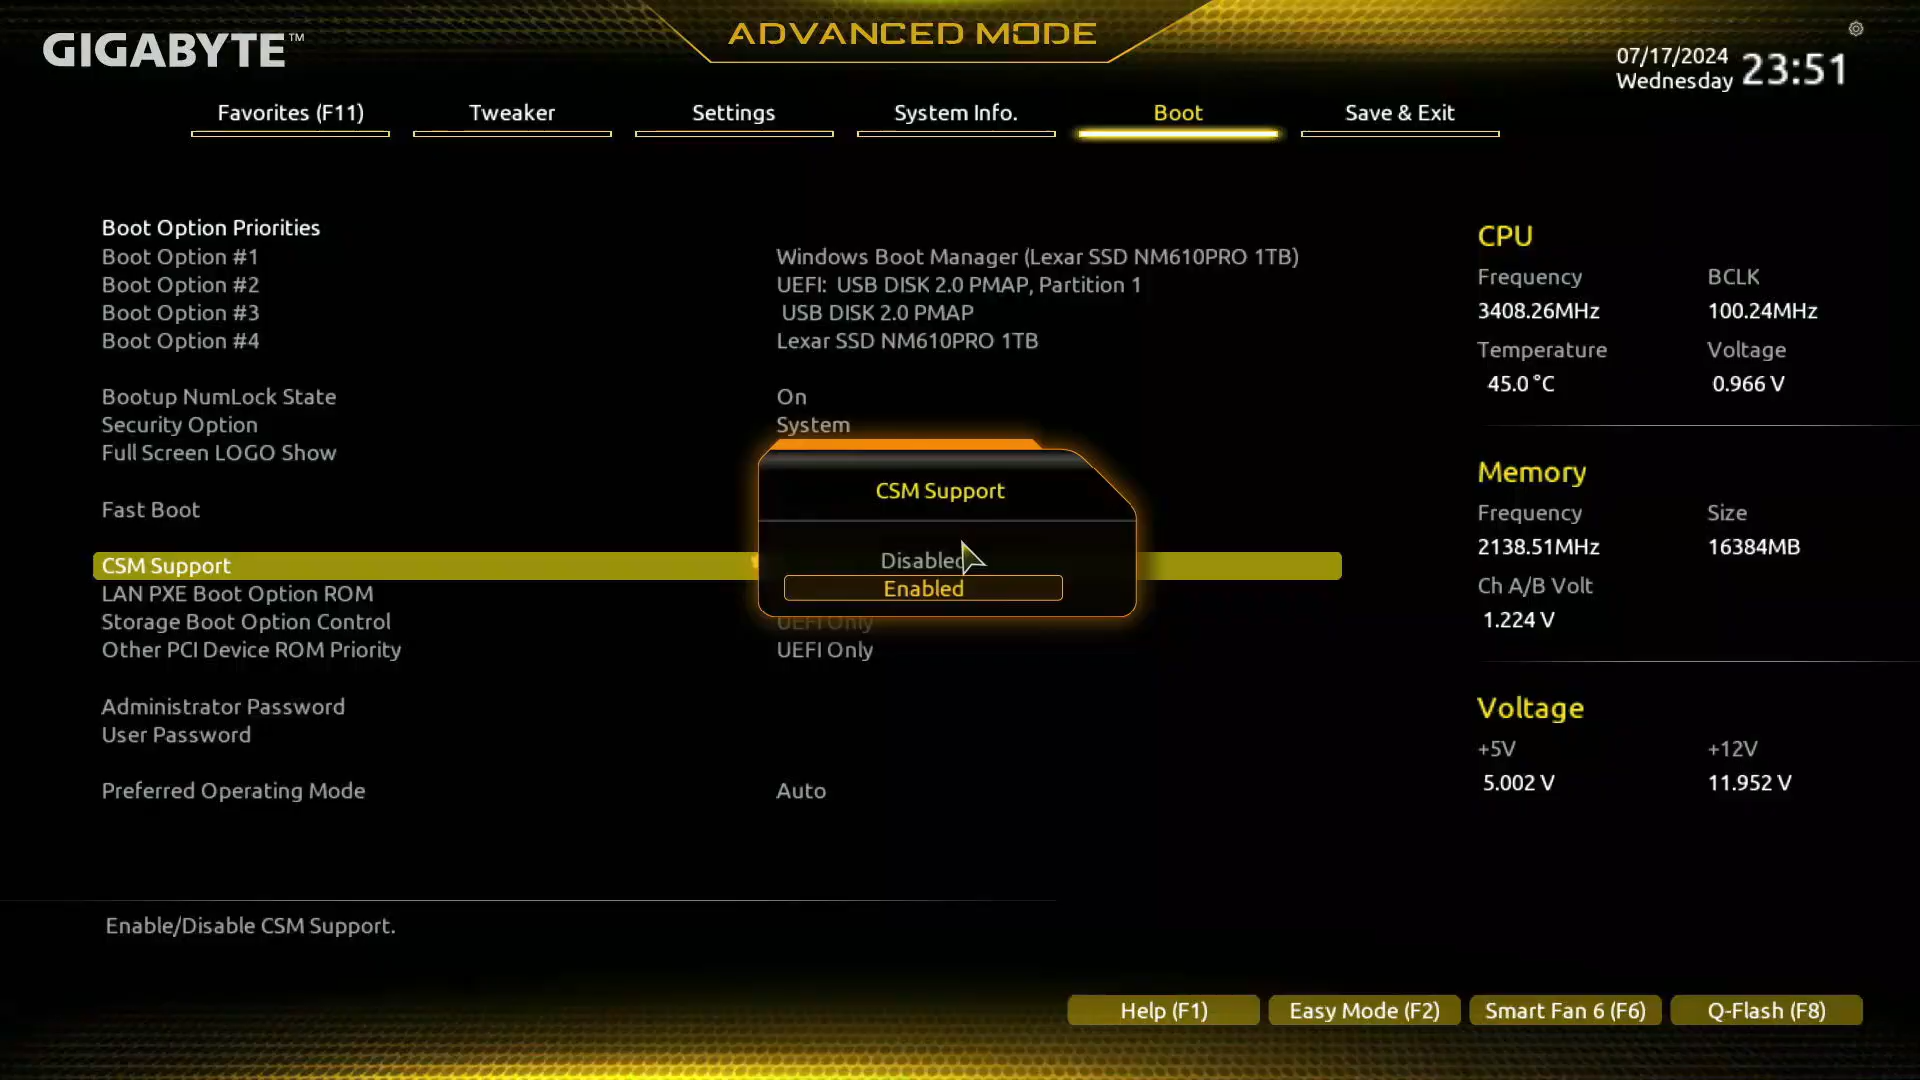 GIGABYTE™
ADVANCED MODE
07/17/2024
Wednesday
23:51
Favorites (F11)
Tweaker
Settings
System Info.
Boot
Save & Exit
Boot Option Priorities
Boot Option #1 Windows Boot Manager (Lexar SSD NM610PRO 1TB)
Boot Option #2 UEFI: USB DISK 2.0 PMAP, Partition 1
Boot Option #3 USB DISK 2.0 PMAP
Boot Option #4 Lexar SSD NM610PRO 1TB
Bootup NumLock State On
Security Option System
Full Screen LOGO Show
Fast Boot
CSM Support
LAN PXE Boot Option ROM
Storage Boot Option Control UEFI Only
Other PCI Device ROM Priority UEFI Only
Administrator Password
User Password
Preferred Operating Mode Auto
CSM Support
Disabled
Enabled
CPU
Frequency BCLK
3408.26MHz 100.24MHz
Temperature Voltage
45.0 °C 0.966 V
Memory
Frequency Size
2138.51MHz 16384MB
Ch A/B Volt
1.224 V
Voltage
+5V +12V
5.002 V 11.952 V
Enable/Disable CSM Support.
Help (F1)
Easy Mode (F2)
Smart Fan 6 (F6)
Q-Flash (F8)